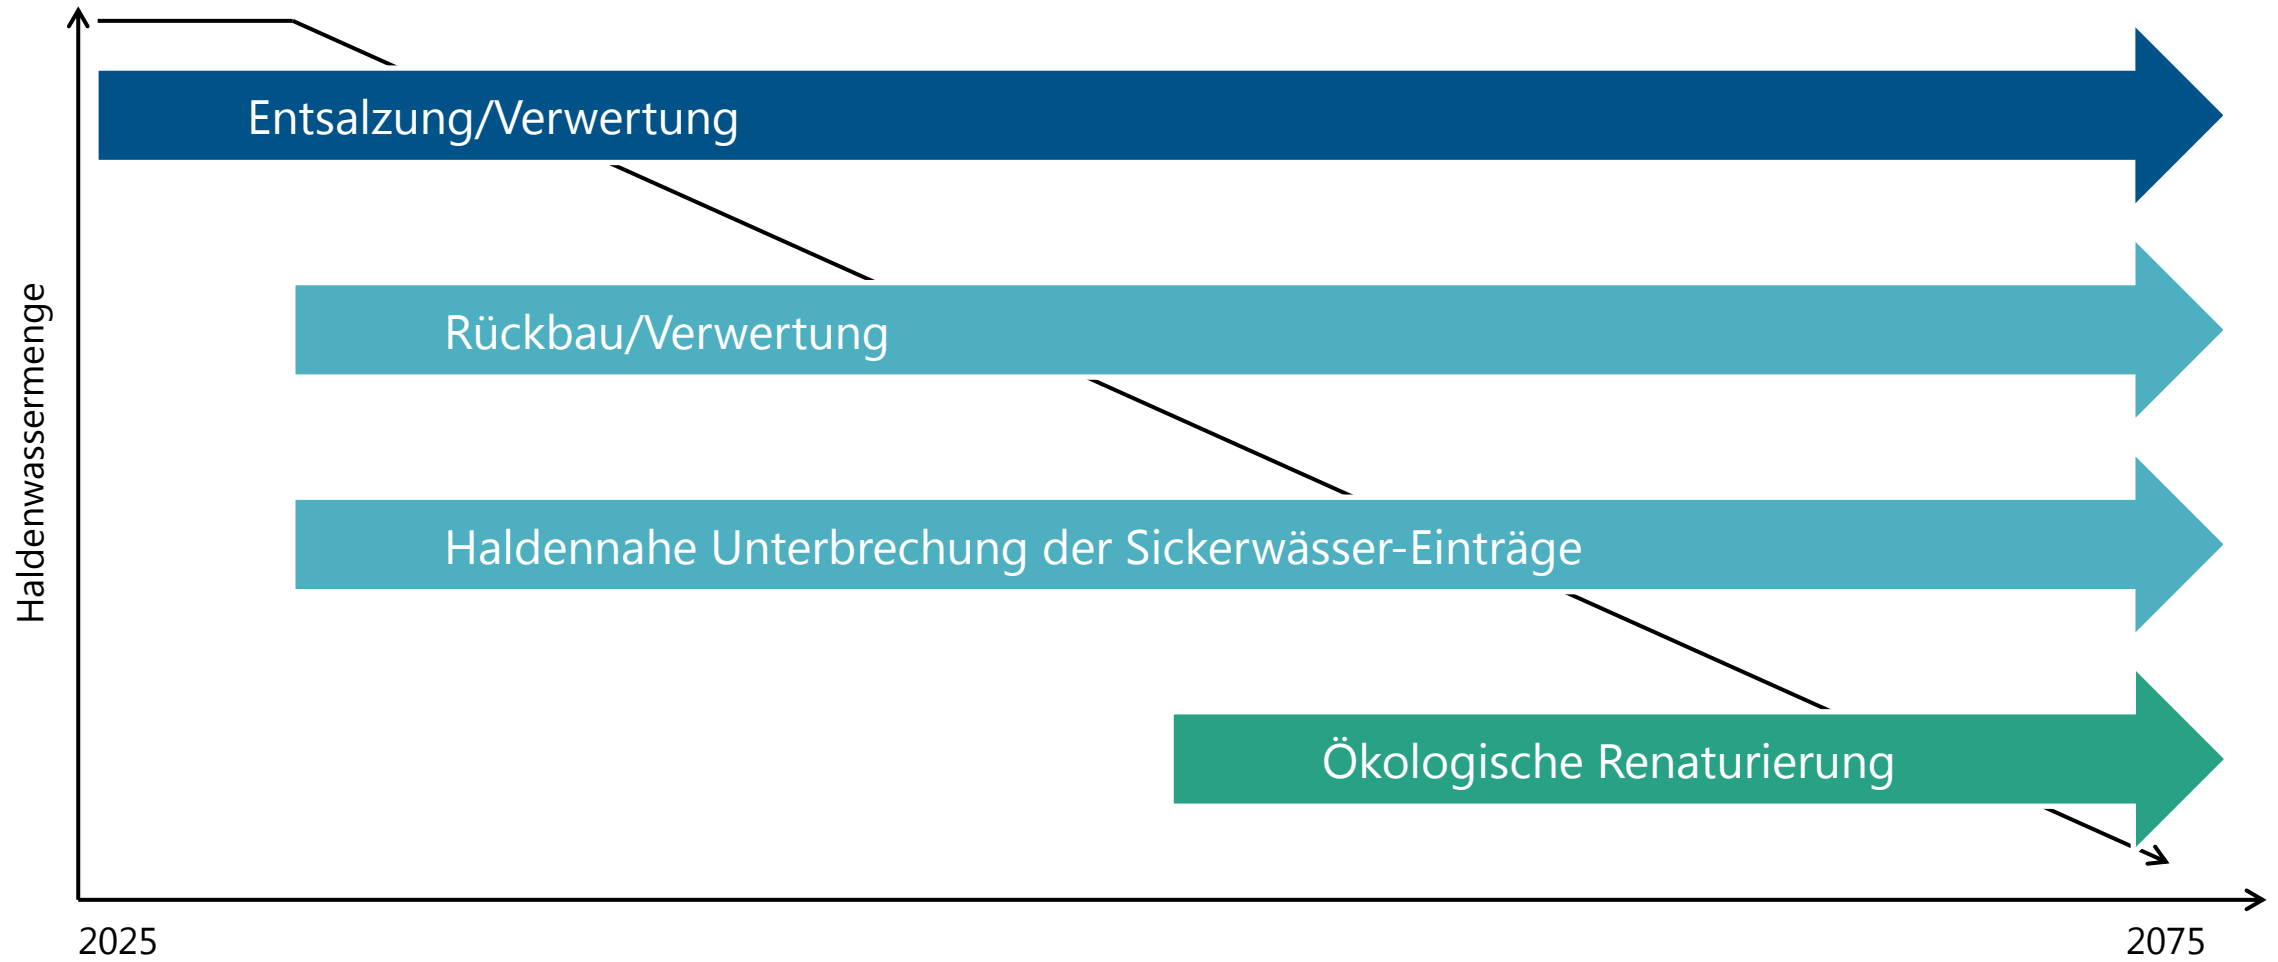 Entsalzung/Verwertung
Rückbau/Verwertung
Haldennahe Unterbrechung der Sickerwässer-Einträge
Ökologische Renaturierung
Haldenwassermenge
2025
2075